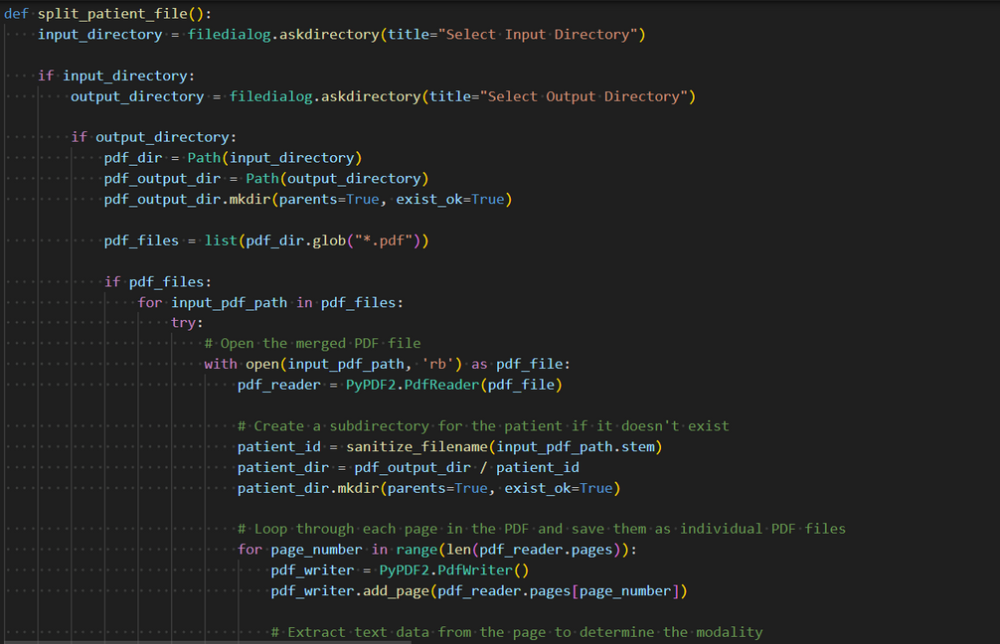 def split_patient_file():
    input_directory = filedialog.askdirectory(title="Select Input Directory")
    if input_directory:
        output_directory = filedialog.askdirectory(title="Select Output Directory")
        if output_directory:
            pdf_dir = Path(input_directory)
            pdf_output_dir = Path(output_directory)
            pdf_output_dir.mkdir(parents=True, exist_ok=True)
            pdf_files = list(pdf_dir.glob("*.pdf"))
            if pdf_files:
                for input_pdf_path in pdf_files:
                    try:
                        # Open the merged PDF file
                        with open(input_pdf_path, 'rb') as pdf_file:
                            pdf_reader = PyPDF2.PdfReader(pdf_file)
                            # Create a subdirectory for the patient if it doesn't exist
                            patient_id = sanitize_filename(input_pdf_path.stem)
                            patient_dir = pdf_output_dir / patient_id
                            patient_dir.mkdir(parents=True, exist_ok=True)
                            # Loop through each page in the PDF and save them as individual PDF files
                            for page_number in range(len(pdf_reader.pages)):
                                pdf_writer = PyPDF2.PdfWriter()
                                pdf_writer.add_page(pdf_reader.pages[page_number])
                                # Extract text data from the page to determine the modality